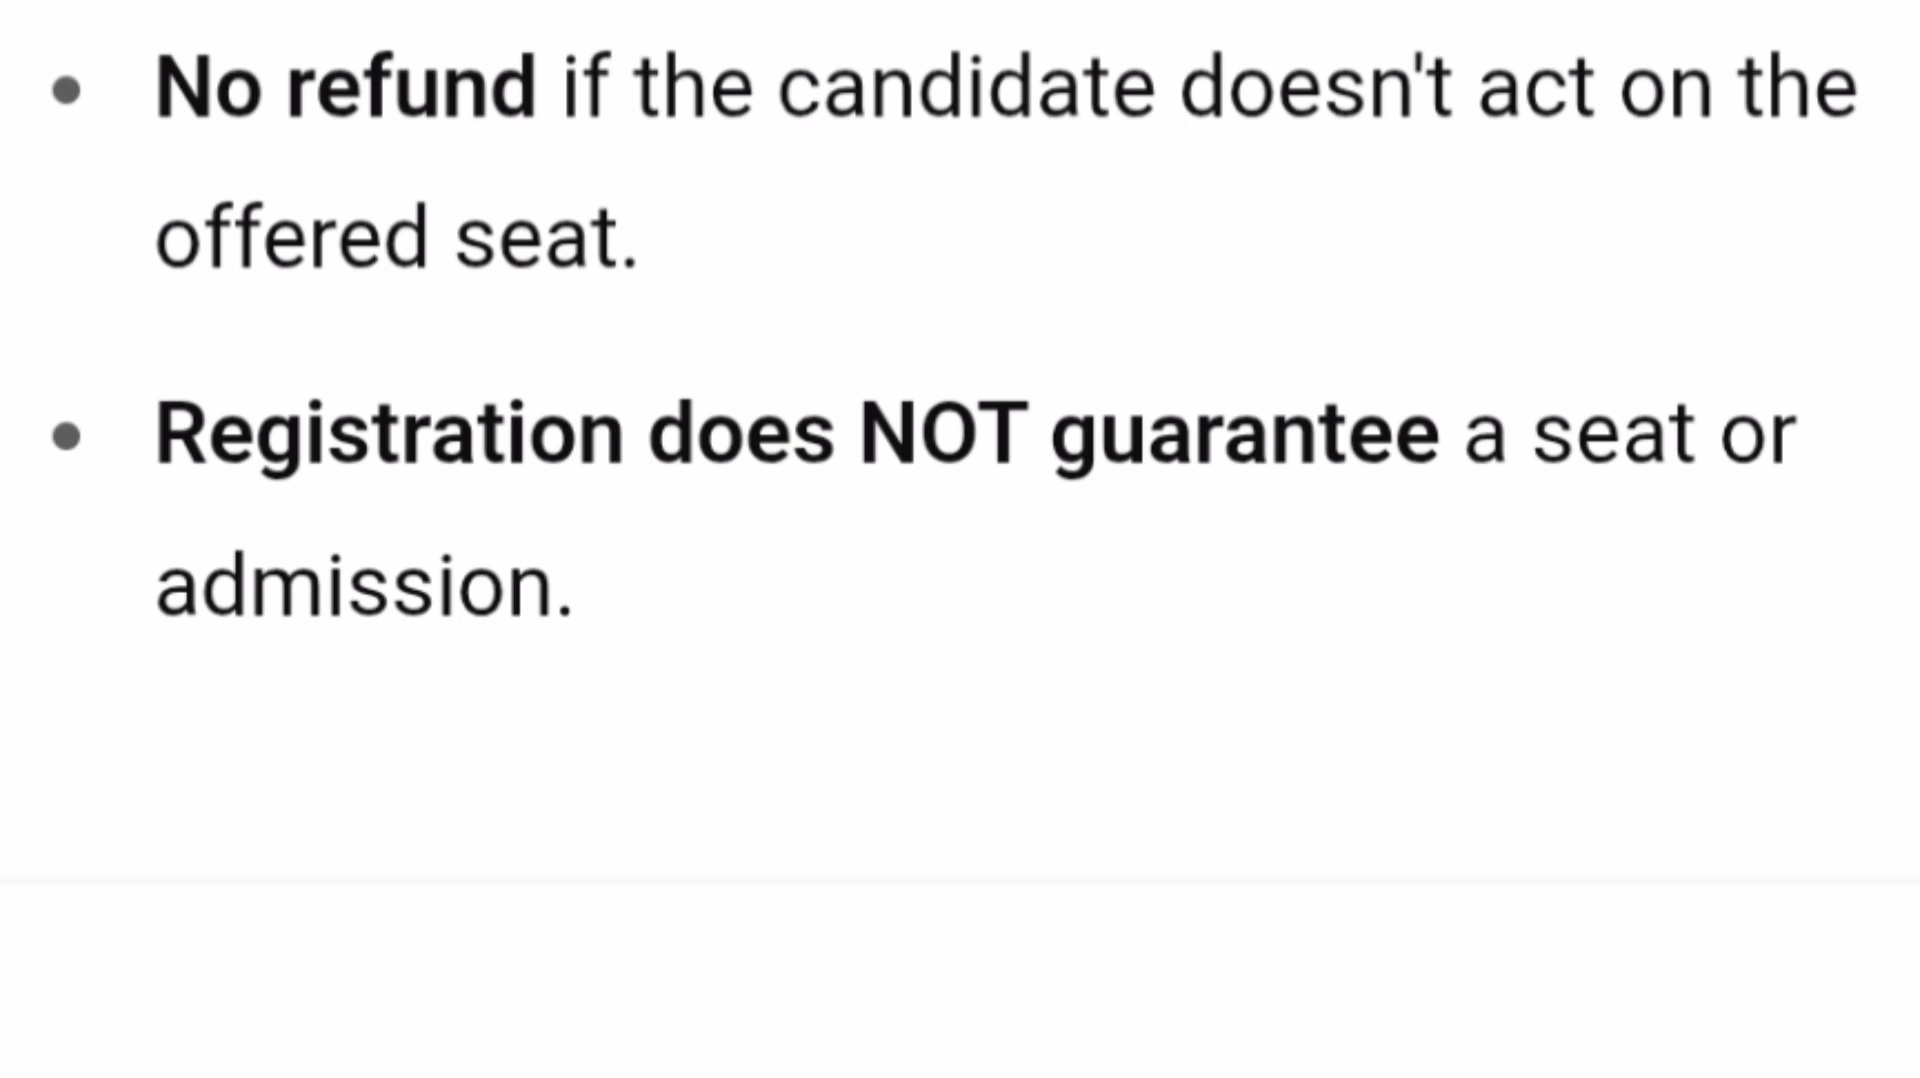 No refund if the candidate doesn't act on the
offered seat.
Registration does NOT guarantee a seat or
admission.